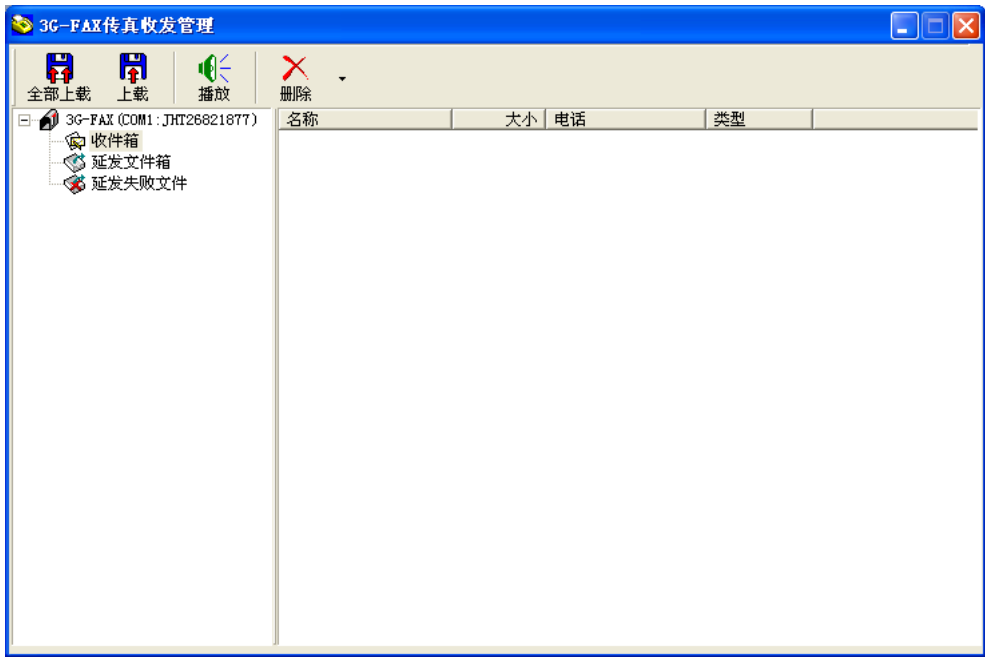 3G-FAX传真收发管理
全部上载 上载 播放 删除
3G-FAX(COM1:JHT26821877) 名称 大小 电话 类型
收件箱
延发文件箱
延发失败文件